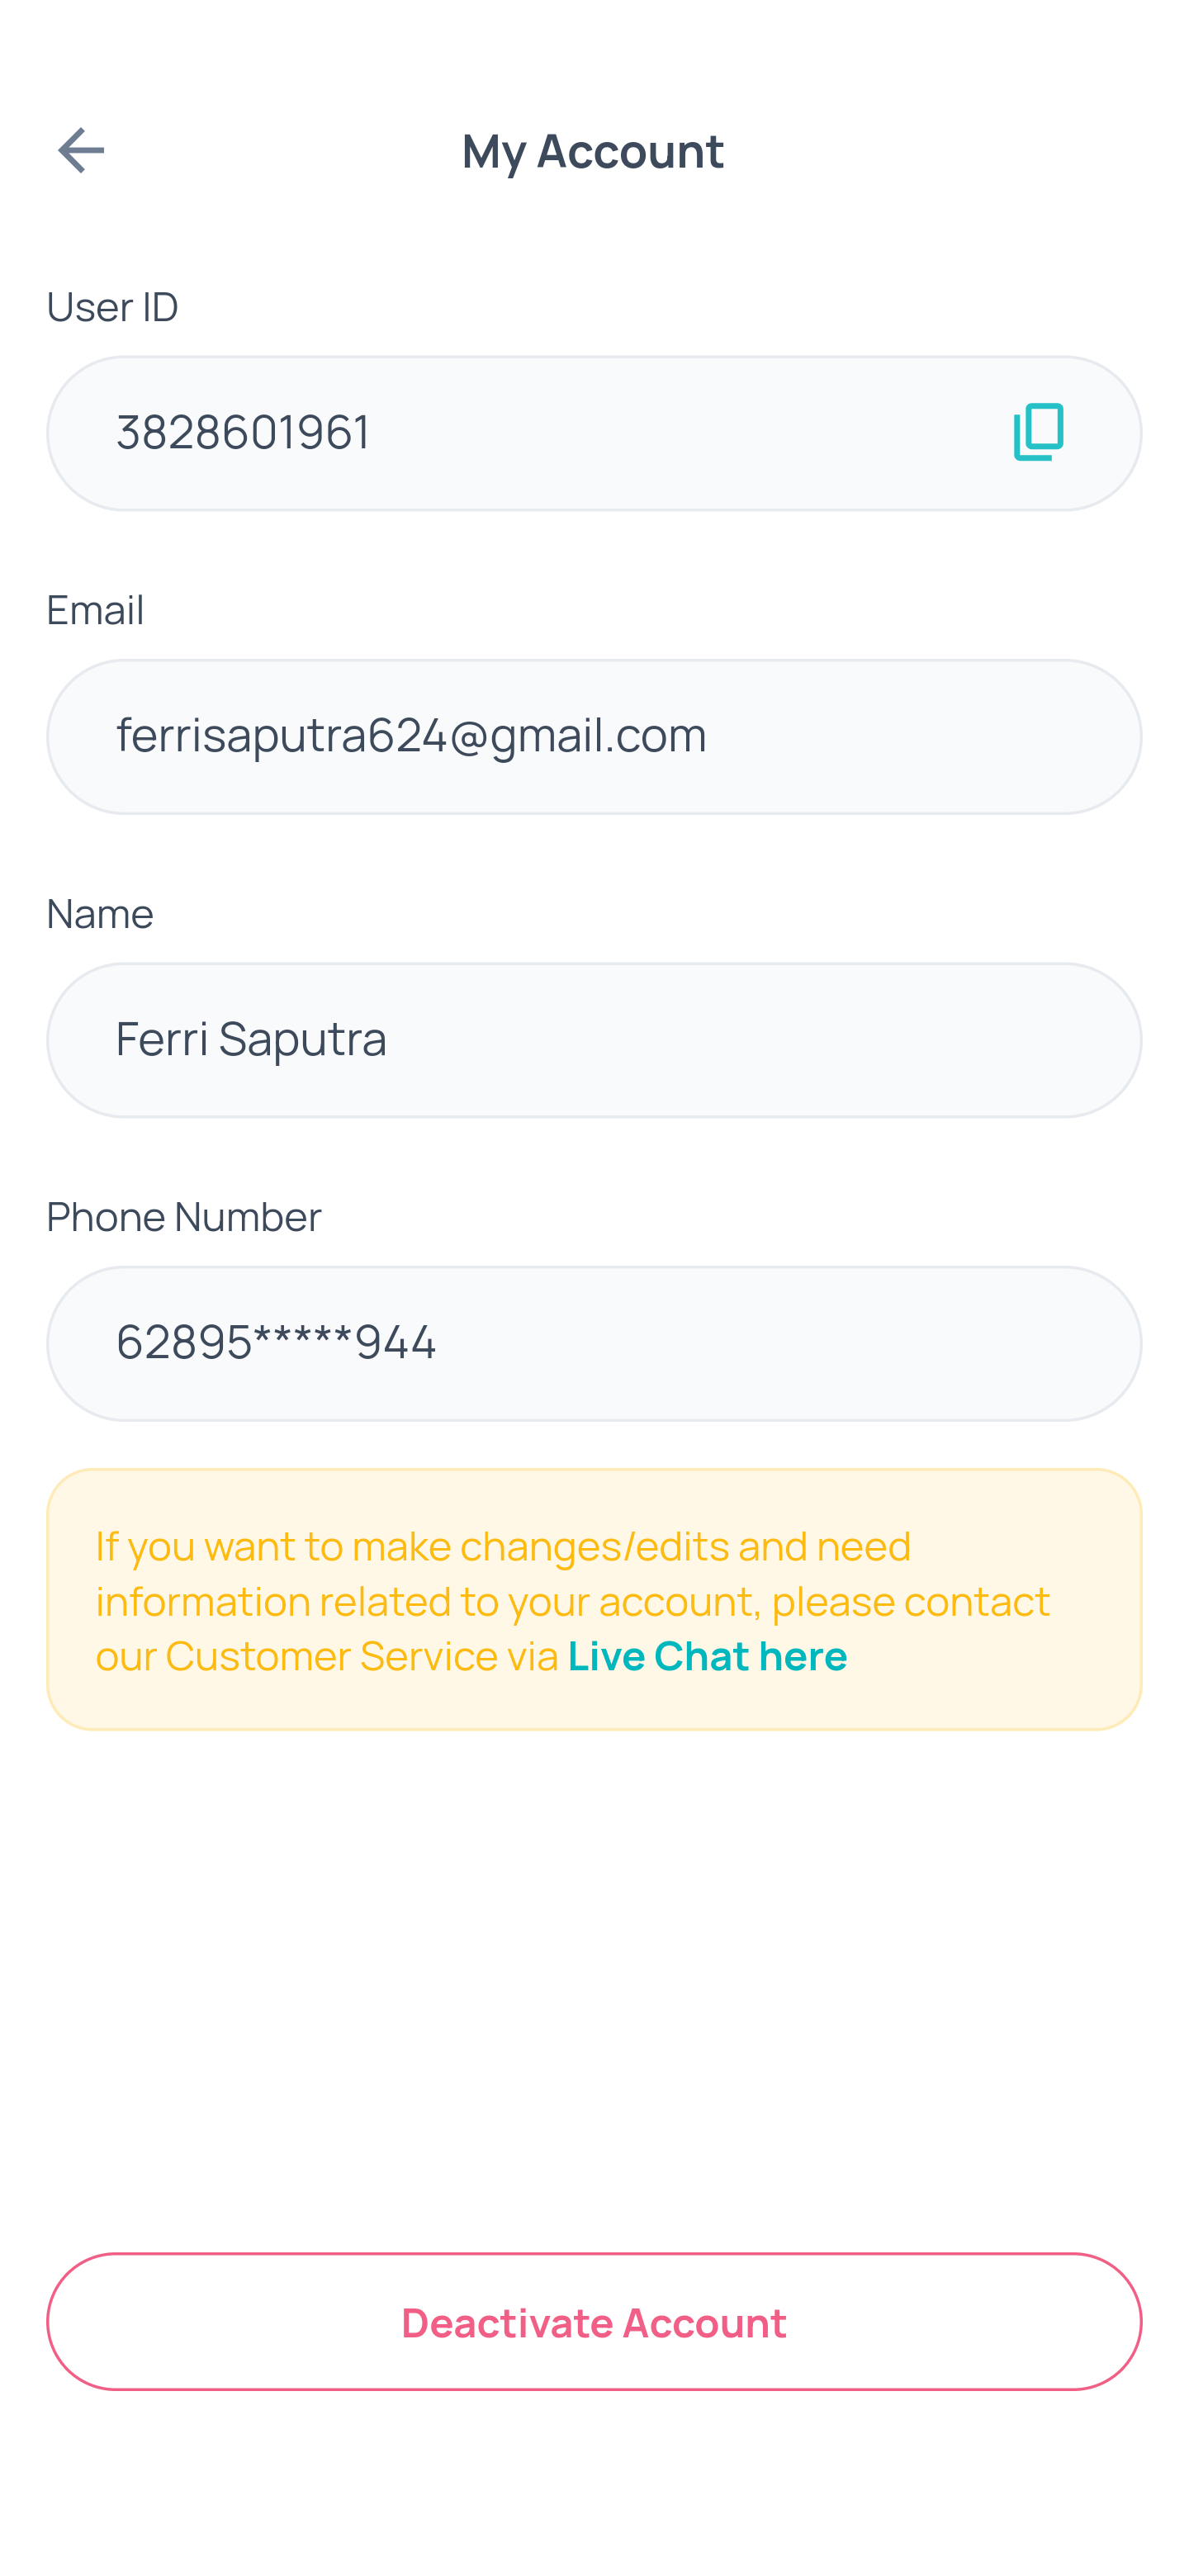 My Account
User ID
3828601961
Email
ferrisaputra624@gmail.com
Name
Ferri Saputra
Phone Number
62895*****944
If you want to make changes/edits and need
information related to your account, please contact
our Customer Service via Live Chat here
Deactivate Account